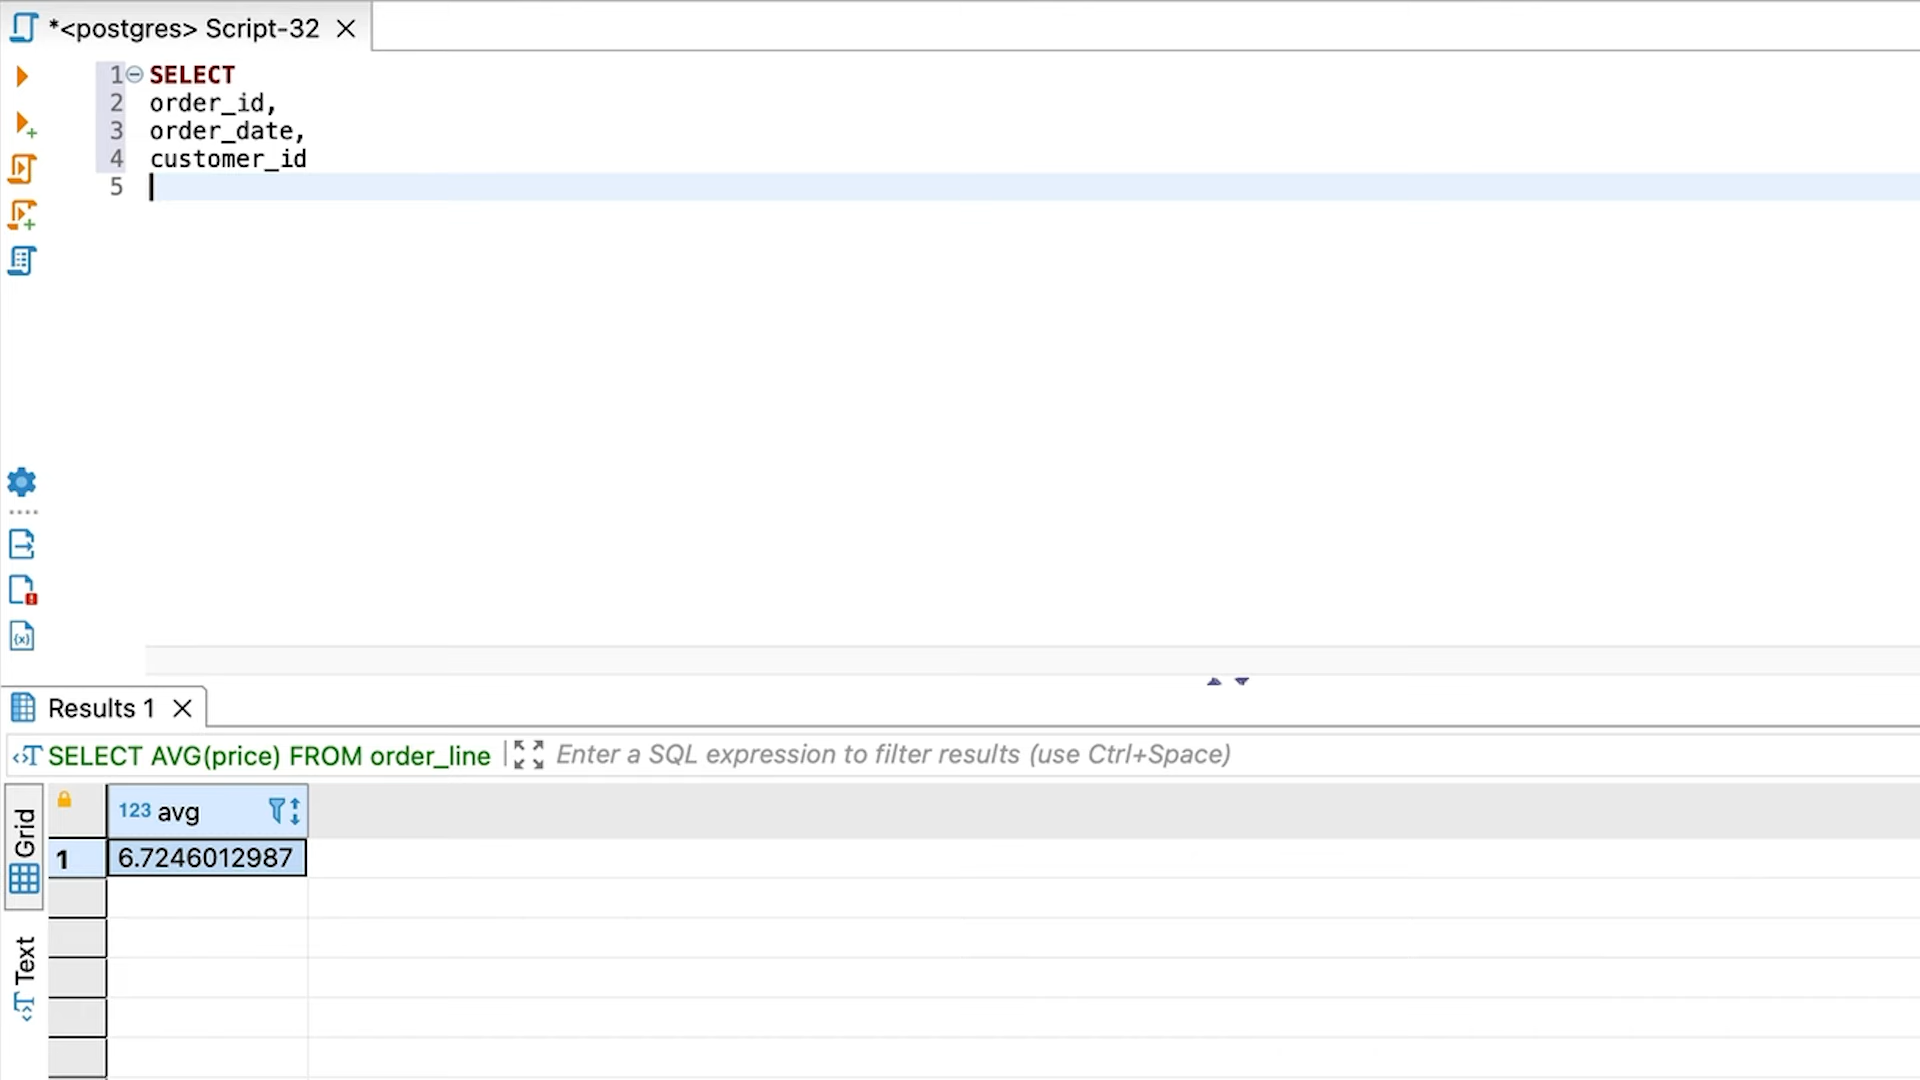 *<postgres> Script-32
1 SELECT
2 order_id,
3 order_date,
4 customer_id
5
Results 1
SELECT AVG(price) FROM order_line
Enter a SQL expression to filter results (use Ctrl+Space)
Grid
123 avg
1 6.7246012987
Text